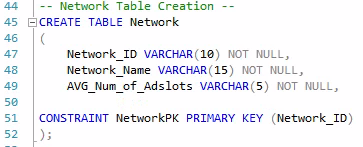 44 -- Network Table Creation --
45 CREATE TABLE Network
46 (
47 Network_ID VARCHAR(10) NOT NULL,
48 Network_Name VARCHAR(15) NOT NULL,
49 AVG_Num_of_Adslots VARCHAR(5) NOT NULL,
50
51 CONSTRAINT NetworkPK PRIMARY KEY (Network_ID)
52 );